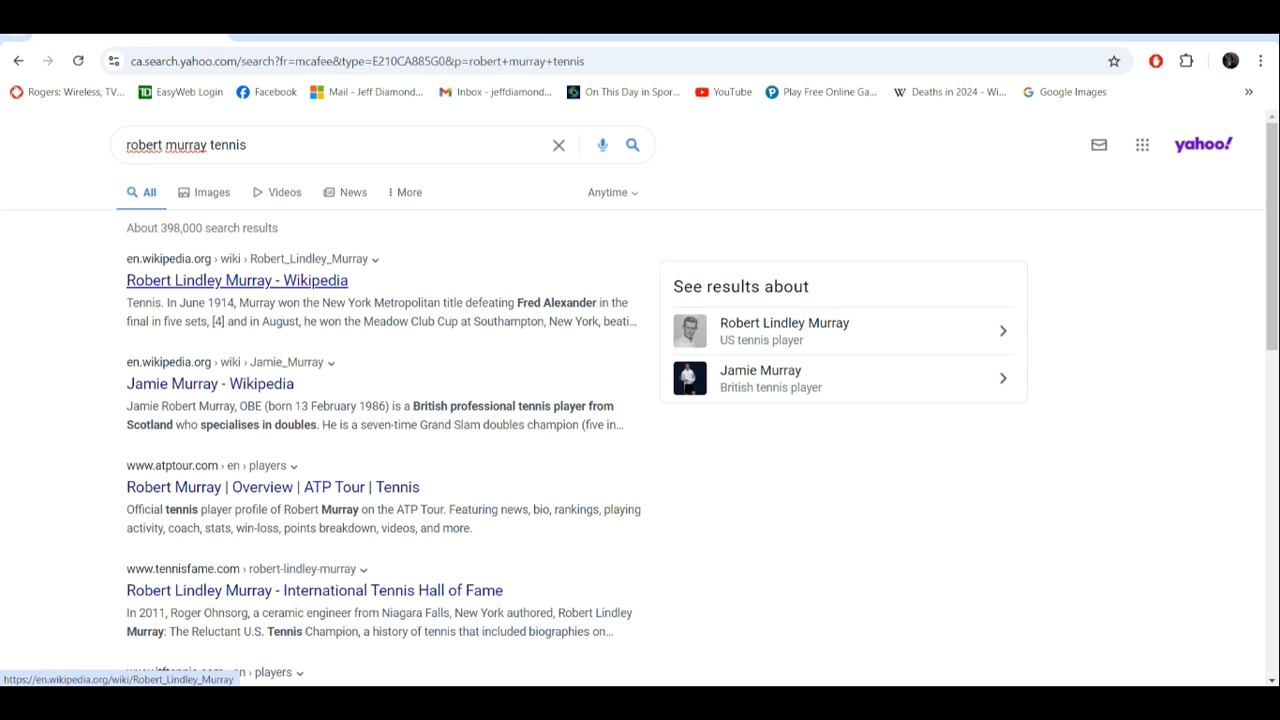 ca.search.yahoo.com/search?fr=mcafee&type=E210CA885G0&p=robert+murray+tennis
Rogers: Wireless, TV... EasyWeb Login Facebook Mail - Jeff Diamond... Inbox - jeffdiamond... On This Day in Spor... YouTube Play Free Online Ga... W Deaths in 2024 - Wi... Google Images »
robert murray tennis
yahoo!
All Images Videos News More Anytime
About 398,000 search results
en.wikipedia.org › wiki › Robert_Lindley_Murray
Robert Lindley Murray - Wikipedia
Tennis. In June 1914, Murray won the New York Metropolitan title defeating Fred Alexander in the
final in five sets, [4] and in August, he won the Meadow Club Cup at Southampton, New York, beati...
en.wikipedia.org › wiki › Jamie_Murray
Jamie Murray - Wikipedia
Jamie Robert Murray, OBE (born 13 February 1986) is a British professional tennis player from
Scotland who specialises in doubles. He is a seven-time Grand Slam doubles champion (five in...
www.atptour.com › en › players
Robert Murray | Overview | ATP Tour | Tennis
Official tennis player profile of Robert Murray on the ATP Tour. Featuring news, bio, rankings, playing
activity, coach, stats, win-loss, points breakdown, videos, and more.
www.tennisfame.com › robert-lindley-murray
Robert Lindley Murray - International Tennis Hall of Fame
In 2011, Roger Ohnsorg, a ceramic engineer from Niagara Falls, New York authored, Robert Lindley
Murray: The Reluctant U.S. Tennis Champion, a history of tennis that included biographies on...
› players
See results about
Robert Lindley Murray
US tennis player
Jamie Murray
British tennis player
https://en.wikipedia.org/wiki/Robert_Lindley_Murray